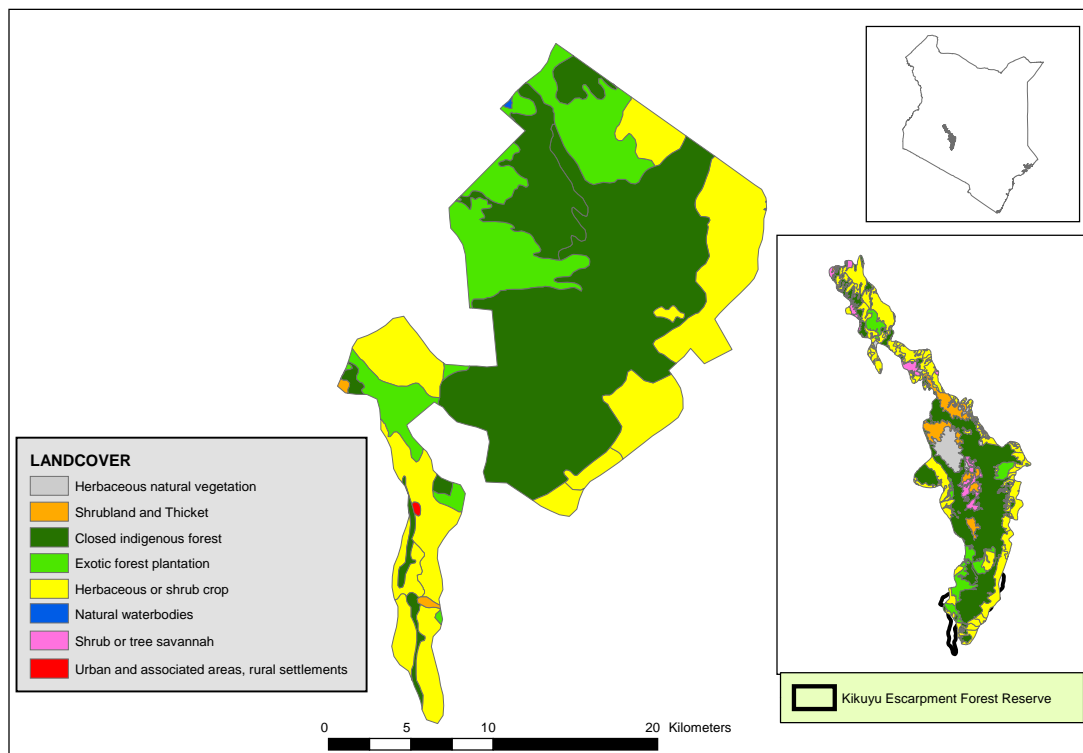 LANDCOVER
Herbaceous natural vegetation
Shrubland and Thicket
Closed indigenous forest
Exotic forest plantation
Herbaceous or shrub crop
Natural waterbodies
Shrub or tree savannah
Urban and associated areas, rural settlements
Kikuyu Escarpment Forest Reserve
0 5 10 20 Kilometers